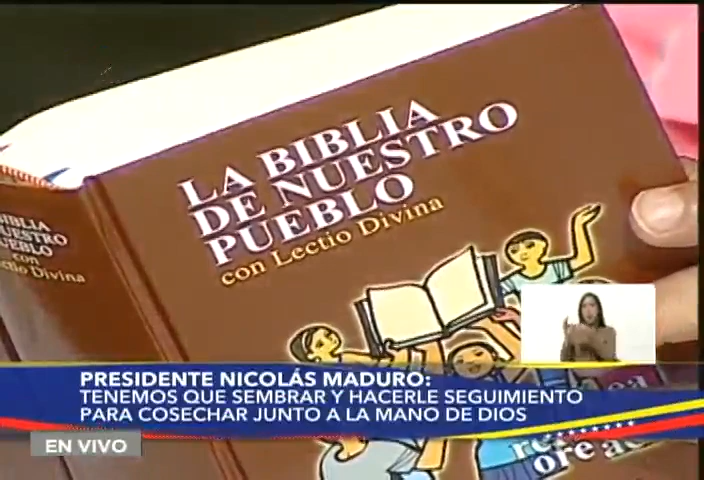 LA BIBLIA
DE NUESTRO
PUEBLO
con Lectio Divina
BIBLIA
NUESTRO
PUEBLO
con
Lectio Divina
PRESIDENTE NICOLÁS MADURO:
TENEMOS QUE SEMBRAR Y HACERLE SEGUIMIENTO
PARA COSECHAR JUNTO A LA MANO DE DIOS
EN VIVO